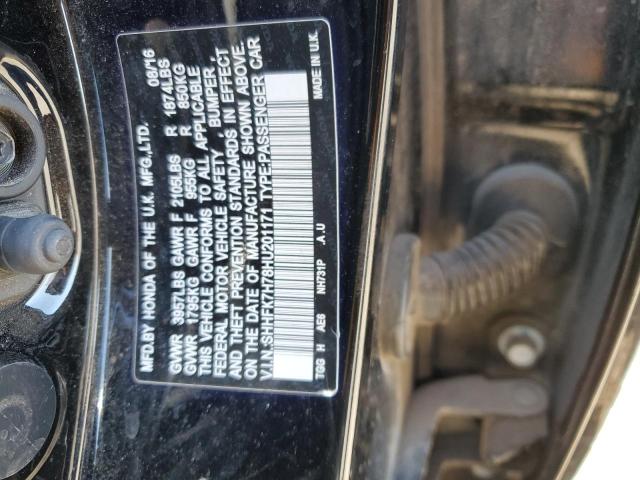 MFD.BY HONDA OF THE U.K. MFG.,LTD. 08/16
GVWR 3957LBS GAWR F 2105LBS R 1874LBS
GVWR 1795KG GAWR F 955KG R 850KG
THIS VEHICLE CONFORMS TO ALL APPLICABLE
FEDERAL MOTOR VEHICLE SAFETY , BUMPER,
AND THEFT PREVENTION STANDARDS IN EFFECT
ON THE DATE OF MANUFACTURE SHOWN ABOVE.
V.I.N.:SHHFK7H78HU201171 TYPE:PASSENGER CAR
TGG H AE6 NH731P .A.U MADE IN U.K.